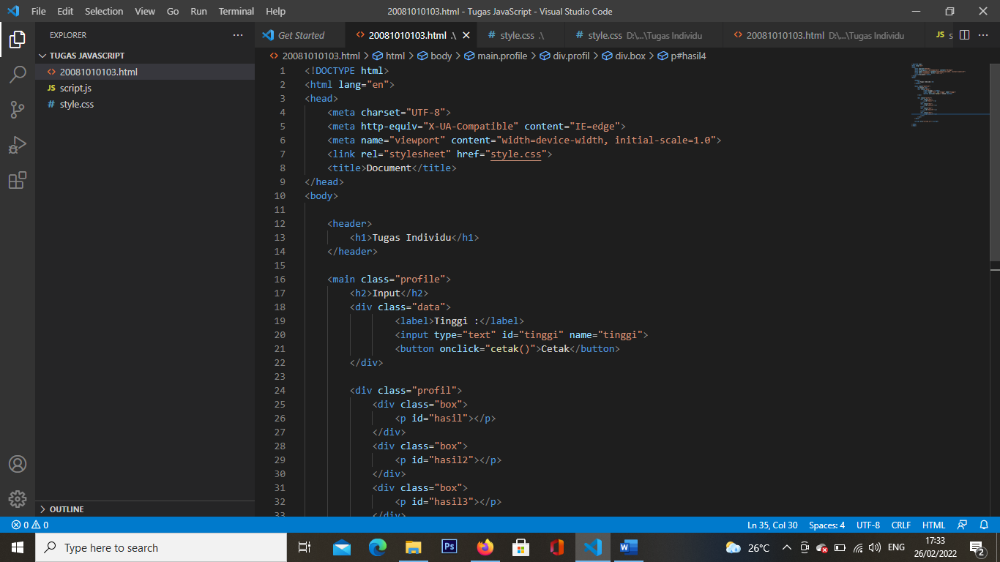 File Edit Selection View Go Run Terminal Help 20081010103.html - Tugas JavaScript - Visual Studio Code
EXPLORER
Get Started 20081010103.html .\ style.css .\ style.css D:\...\Tugas Individu 20081010103.html D:\...\Tugas Individu JS s
TUGAS JAVASCRIPT
20081010103.html
JS script.js
# style.css
20081010103.html > html > body > main.profile > div.profil > div.box > p#hasil4
1 <!DOCTYPE html>
2 <html lang="en">
3 <head>
4 <meta charset="UTF-8">
5 <meta http-equiv="X-UA-Compatible" content="IE=edge">
6 <meta name="viewport" content="width=device-width, initial-scale=1.0">
7 <link rel="stylesheet" href="style.css">
8 <title>Document</title>
9 </head>
10 <body>
11
12 <header>
13 <h1>Tugas Individu</h1>
14 </header>
15
16 <main class="profile">
17 <h2>Input</h2>
18 <div class="data">
19 <label>Tinggi :</label>
20 <input type="text" id="tinggi" name="tinggi">
21 <button onclick="cetak()">Cetak</button>
22 </div>
23
24 <div class="profil">
25 <div class="box">
26 <p id="hasil"></p>
27 </div>
28 <div class="box">
29 <p id="hasil2"></p>
30 </div>
31 <div class="box">
32 <p id="hasil3"></p>
33 </div>
OUTLINE
0 0 Ln 35, Col 30 Spaces: 4 UTF-8 CRLF HTML
Type here to search
Ps
26°C ENG
17:33
26/02/2022
2